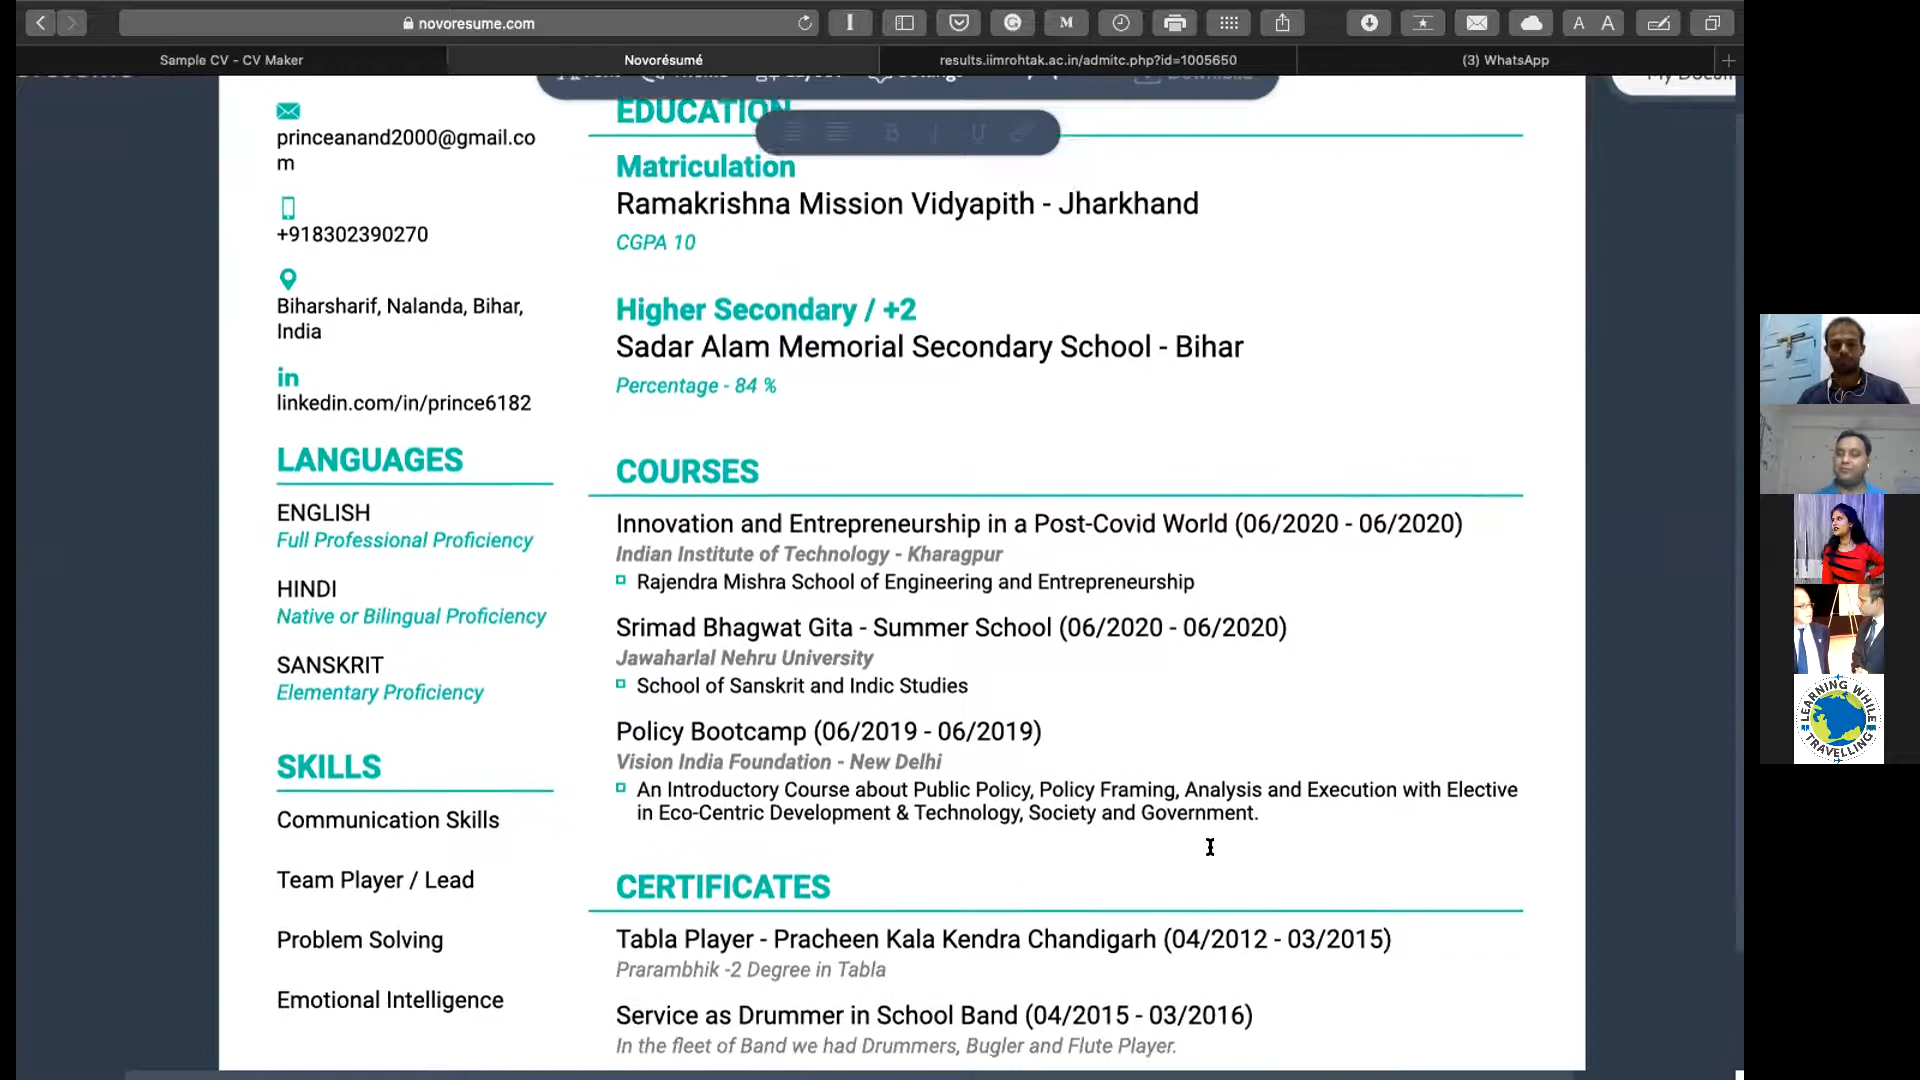 novoresume.com
M
A A
Sample CV - CV Maker
Novorésumé
results.iimrohtak.ac.in/admitc.php?id=1005650
(3) WhatsApp
princeanand2000@gmail.co
m
+918302390270
Biharsharif, Nalanda, Bihar,
India
in
linkedin.com/in/prince6182
LANGUAGES
ENGLISH
Full Professional Proficiency
HINDI
Native or Bilingual Proficiency
SANSKRIT
Elementary Proficiency
SKILLS
Communication Skills
Team Player / Lead
Problem Solving
Emotional Intelligence
EDUCATION
B I U
Matriculation
Ramakrishna Mission Vidyapith - Jharkhand
CGPA 10
Higher Secondary / +2
Sadar Alam Memorial Secondary School - Bihar
Percentage - 84 %
COURSES
Innovation and Entrepreneurship in a Post-Covid World (06/2020 - 06/2020)
Indian Institute of Technology - Kharagpur
Rajendra Mishra School of Engineering and Entrepreneurship
Srimad Bhagwat Gita - Summer School (06/2020 - 06/2020)
Jawaharlal Nehru University
School of Sanskrit and Indic Studies
Policy Bootcamp (06/2019 - 06/2019)
Vision India Foundation - New Delhi
An Introductory Course about Public Policy, Policy Framing, Analysis and Execution with Elective
in Eco-Centric Development & Technology, Society and Government.
CERTIFICATES
Tabla Player - Pracheen Kala Kendra Chandigarh (04/2012 - 03/2015)
Prarambhik -2 Degree in Tabla
Service as Drummer in School Band (04/2015 - 03/2016)
In the fleet of Band we had Drummers, Bugler and Flute Player.
LEARNING WHILE
TRAVELLING